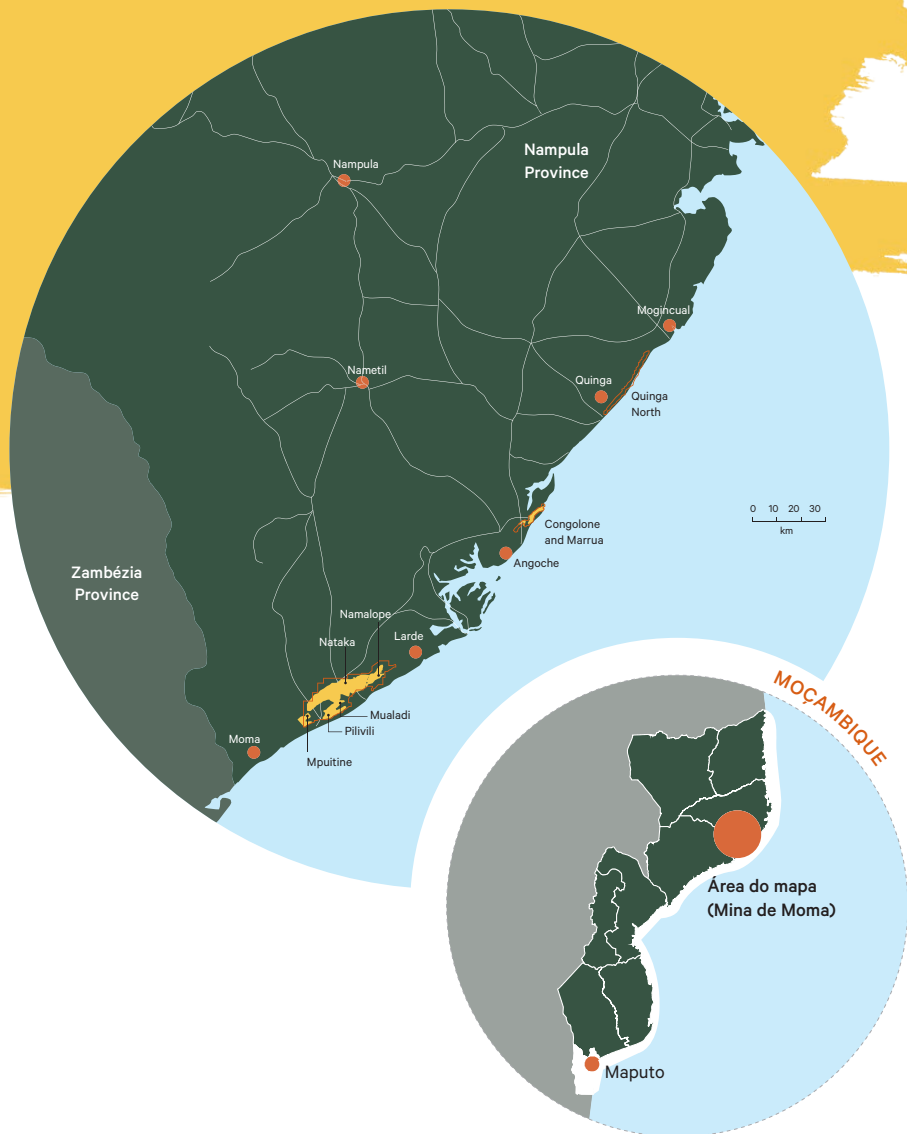 Nampula
Nampula
Province
Mogincual
Nametil
Quinga
Quinga
North
0 10 20 30
km
Congolone
and Marrua
Angoche
Zambézia
Province
Namalope
Nataka
Larde
Mualadi
Pilivili
Moma
Mpuitine
MOÇAMBIQUE
Área do mapa
(Mina de Moma)
Maputo